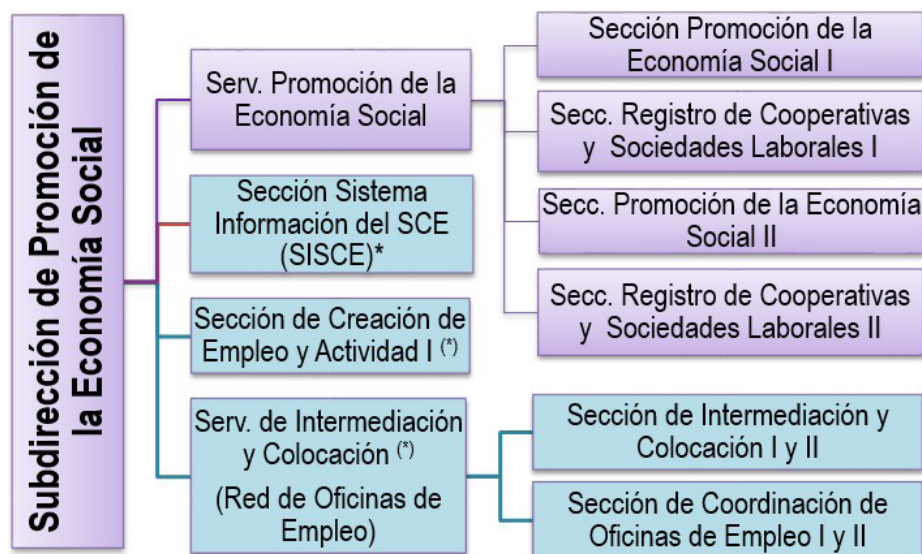 Subdirección de Promoción de
la Economía Social
Serv. Promoción de la
Economía Social
Sección Sistema
Información del SCE
(SISCE)*
Sección de Creación de
Empleo y Actividad I (*)
Serv. de Intermediación
y Colocación (*)
(Red de Oficinas de
Empleo)
Sección Promoción de la
Economía Social I
Secc. Registro de Cooperativas
y Sociedades Laborales I
Secc. Promoción de la Economía
Social II
Secc. Registro de Cooperativas
y Sociedades Laborales II
Sección de Intermediación y
Colocación I y II
Sección de Coordinación de
Oficinas de Empleo I y II